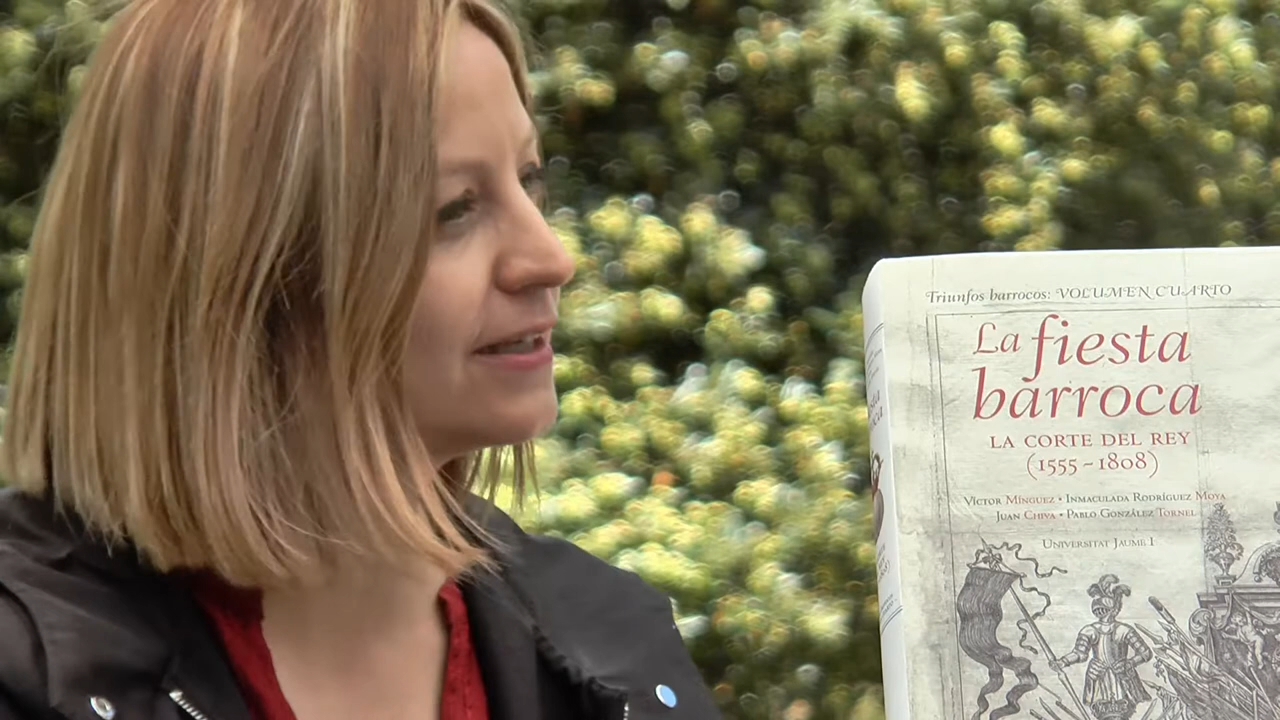 Triunfos barrocos: VOLUMEN CUARTO
La fiesta
barroca
LA CORTE DEL REY
(1555-1808)
VÍCTOR MÍNGUEZ • INMACULADA RODRÍGUEZ MOYA
JUAN CHIVA • PABLO GONZÁLEZ TORNEL
UNIVERSITAT JAUME I